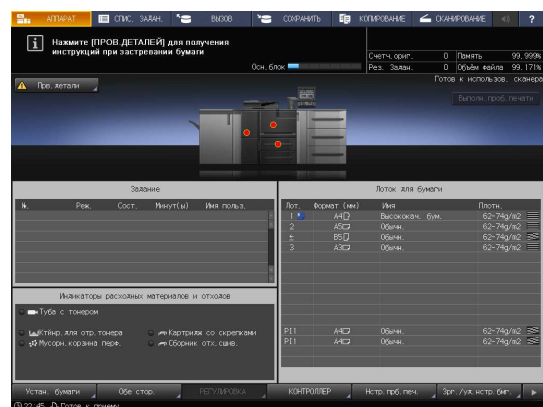 АППАРАТ СПИС. ЗАДАН. ВЫЗОВ СОХРАНИТЬ КОПИРОВАНИЕ СКАНИРОВАНИЕ ?
Нажмите [ПРОВ.ДЕТАЛЕЙ] для получения
инструкций при застревании бумаги
Осн. блок
Счетч. ориг. 0 Память 99.999%
Рез. Задан. 0 Объём файла 99.171%
Готов к использов. сканера
Прв. детали
Выполн. проб. печати
Задание
№. Реж. Сост. Минут(ы) Имя польз.
Лоток для бумаги
Лот. Формат (мм) Имя Плотн.
1 A4 Высококач. бум. 62-74g/m2
2 A5 Обычн. 62-74g/m2
B5 Обычн. 62-74g/m2
3 A3 Обычн. 62-74g/m2
PI1 A4 Обычн. 62-74g/m2
PI1 A4 Обычн. 62-74g/m2
Индикаторы расходных материалов и отходов
Туба с тонером
Ктйнр. для отр. тонера Картридж со скрепками
Мусорн. корзина перф. Сборник отх. сшив.
Устан. бумаги Обе стор. РЕГУЛИРОВКА КОНТРОЛЛЕР Нстр. прб. печ. Зрг./уж. нстр. бмг.
22:45 Готов к приему